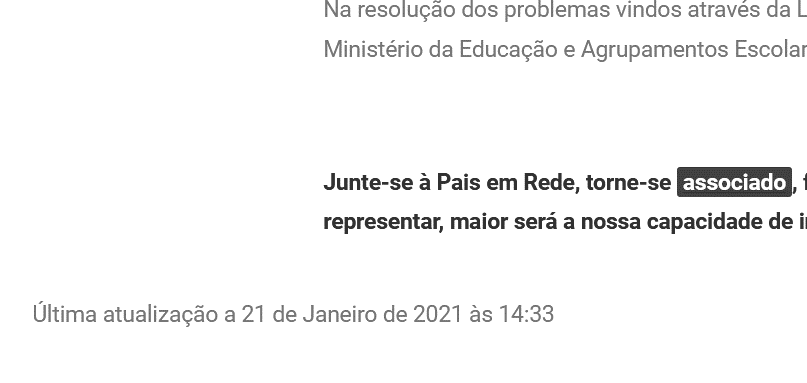 Na resolução dos problemas vindos através da
Ministério da Educação e Agrupamentos
Junte-se à Pais em Rede, torne-se associado,
representar, maior será a nossa capacidade de
Última atualização a 21 de Janeiro de 2021 às 14:33